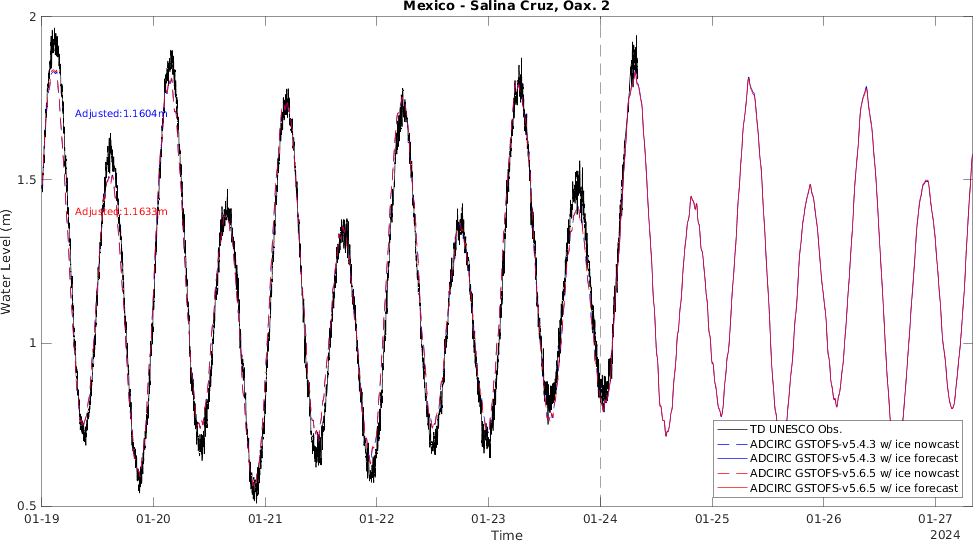 Mexico - Salina Cruz, Oax. 2
2
1.5
1
0.5
Water Level (m)
Adjusted:1.1604m
Adjusted:1.1633m
TD UNESCO Obs.
ADCIRC GSTOFS-v5.4.3 w/ ice nowcast
ADCIRC GSTOFS-v5.4.3 w/ ice forecast
ADCIRC GSTOFS-v5.6.5 w/ ice nowcast
ADCIRC GSTOFS-v5.6.5 w/ ice forecast
01-19 01-20 01-21 01-22 01-23 01-24 01-25 01-26 01-27
Time
2024